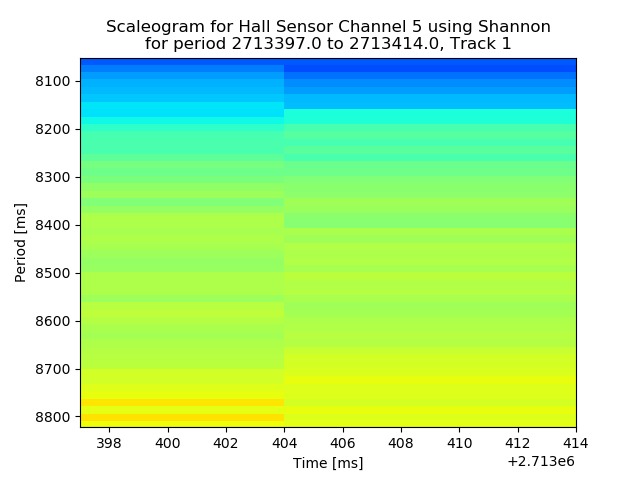 Scaleogram for Hall Sensor Channel 5 using Shannon
for period 2713397.0 to 2713414.0, Track 1
Period [ms]
8100
8200
8300
8400
8500
8600
8700
8800
398 400 402 404 406 408 410 412 414
Time [ms]
+2.713e6